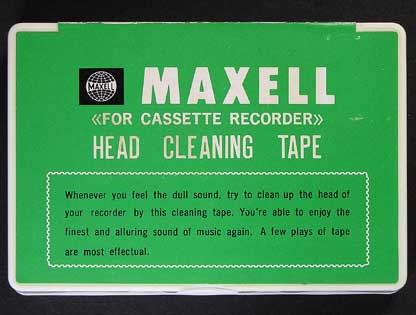 MAXELL
MAXELL
«FOR CASSETTE RECORDER»
HEAD CLEANING TAPE
Whenever you feel the dull sound, try to clean up the head of
your recorder by this cleaning tape. You're able to enjoy the
finest and alluring sound of music again. A few plays of tape
are most effectual.